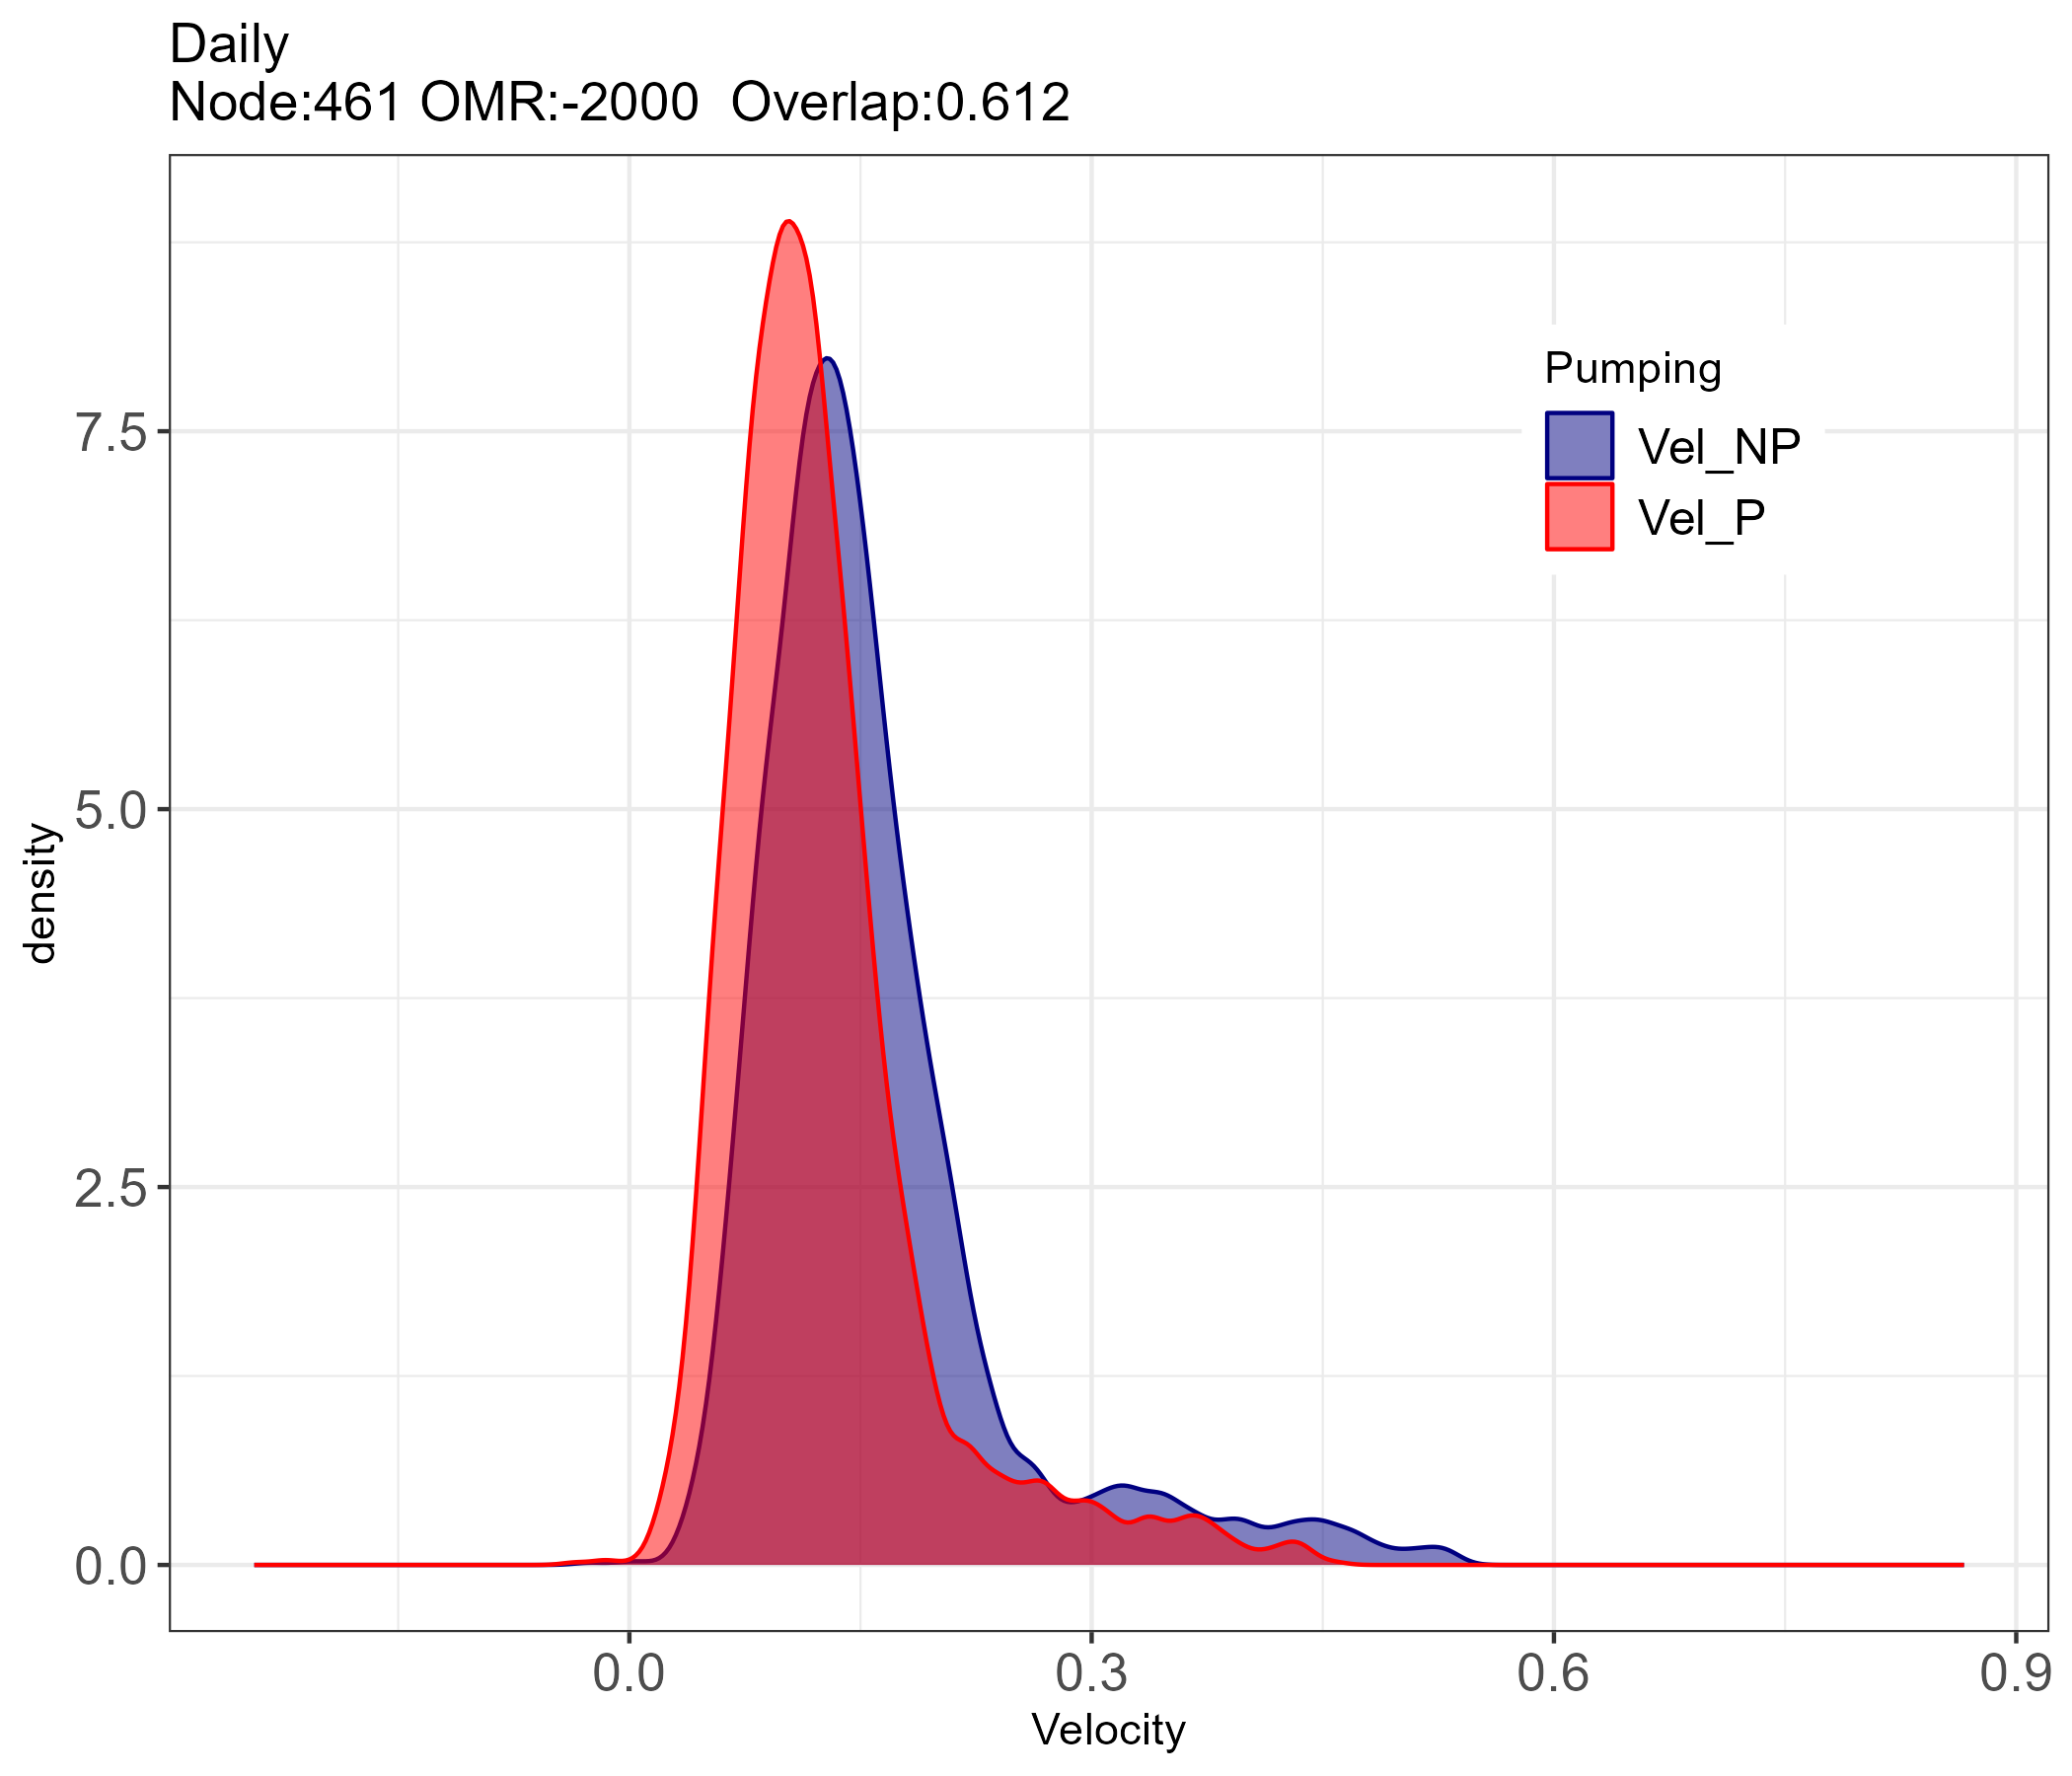 Daily
Node:461 OMR:-2000  Overlap:0.612
Pumping
Vel_NP
Vel_P
7.5
5.0
2.5
0.0
density
0.0
0.3
0.6
0.9
Velocity